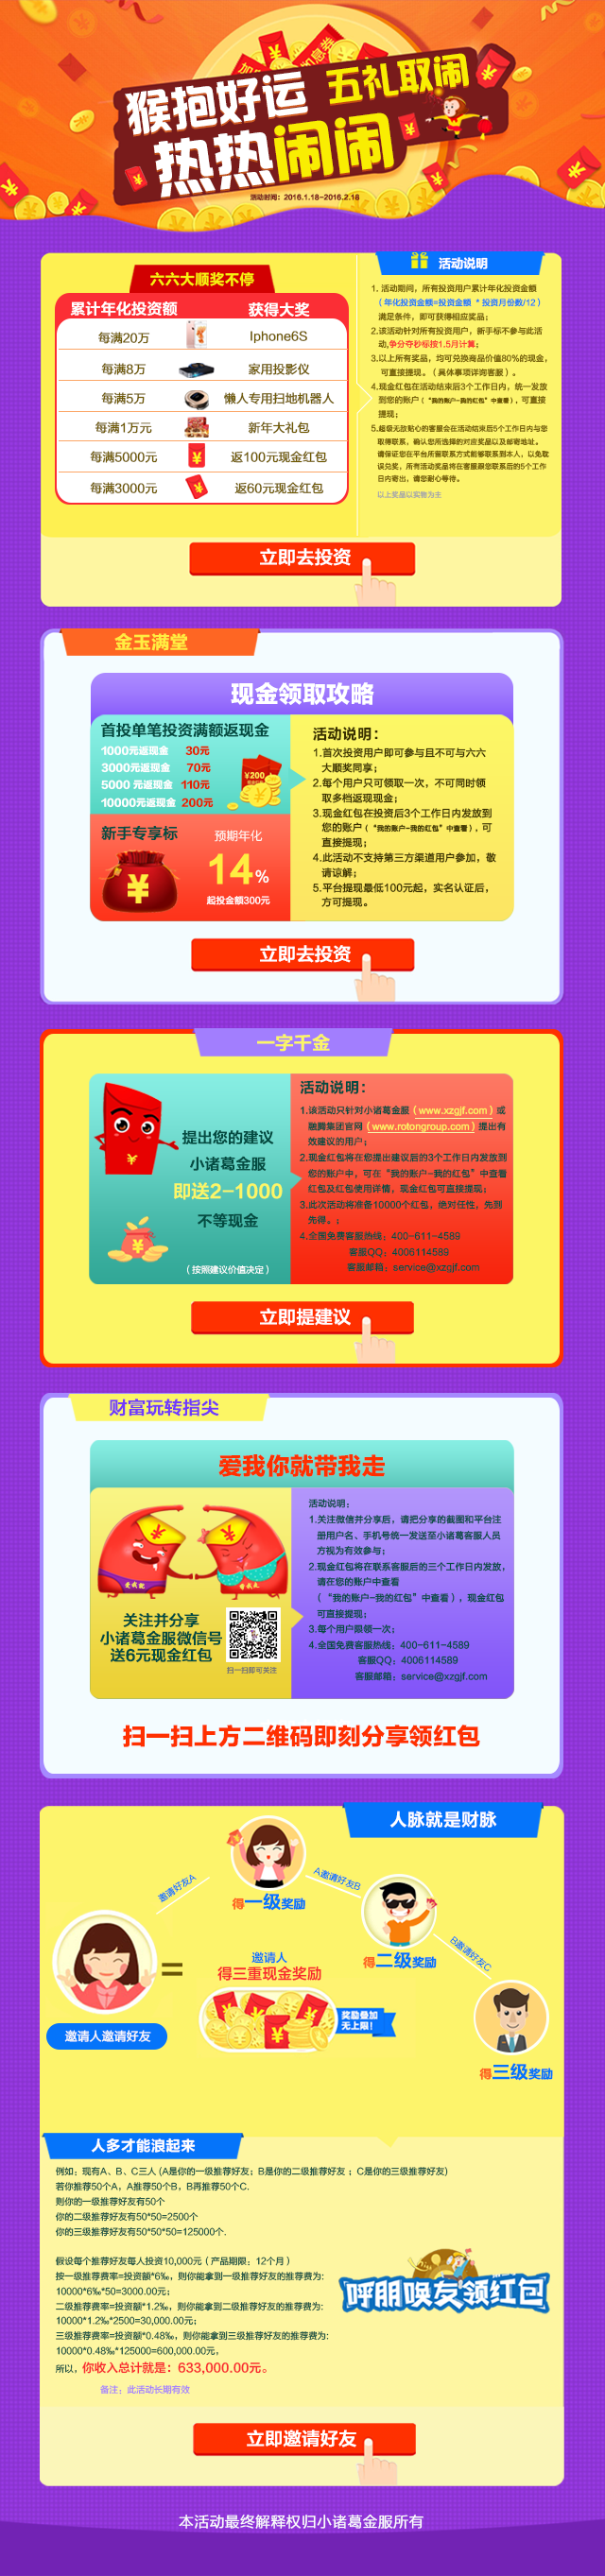 猴抱好运 五礼取闹
热热闹闹
活动时间：2016.1.18-2016.2.18
六六大顺奖不停
累计年化投资额 获得大奖
每满20万 Iphone6S
每满8万 家用投影仪
每满5万 懒人专用扫地机器人
每满1万元 新年大礼包
每满5000元 返100元现金红包
每满3000元 返60元现金红包
活动说明
1. 活动期间，所有投资用户累计年化投资金额
（年化投资金额=投资金额 * 投资月份数/12）
满足条件，即可获得相应奖品；
2.该活动针对所有投资用户，新手标不参与此活
动,争分夺秒标按1.5月计算；
3.以上所有奖品，均可兑换商品价值80%的现金，
可直接提现。（具体事项详询客服）。
4.现金红包在活动结束后3个工作日内，统一发放
到您的账户（“我的账户-我的红包”中查看），可直接
提现；
5.超级无敌贴心的客服会在活动结束后5个工作日内与您
取得联系，确认您所选择的对应奖品以及邮寄地址。
请保证您在平台所留联系方式能够联系到本人，以免耽
误兑奖，所有活动奖品将在客服跟您联系后的5个工作
日内寄出，请您耐心等待。
以上奖品以实物为主
立即去投资
金玉满堂
现金领取攻略
首投单笔投资满额返现金
1000元返现金 30元
3000元返现金 70元
5000 元返现金 110元
10000元返现金 200元
¥200
新手专享标
预期年化
14%
起投金额300元
活动说明：
1.首次投资用户即可参与且不可与六六
大顺奖同享；
2.每个用户只可领取一次，不可同时领
取多档返现现金；
3.现金红包在投资后3个工作日内发放到
您的账户（“我的账户-我的红包”中查看），可
直接提现；
4.此活动不支持第三方渠道用户参加，敬
请谅解；
5.平台提现最低100元起，实名认证后，
方可提现。
立即去投资
一字千金
提出您的建议
小诸葛金服
即送2-1000
不等现金
（按照建议价值决定）
活动说明：
1.该活动只针对小诸葛金服（www.xzgjf.com）或
融腾集团官网（www.rotongroup.com）提出有
效建议的用户；
2.现金红包将在您提出建议后的3个工作日内发放到
您的账户中，可在“我的账户-我的红包”中查看
红包及红包使用详情，现金红包可直接提现；
3.此次活动将准备10000个红包，绝对任性，先到
先得。；
4.全国免费客服热线：400-611-4589
客服QQ：4006114589
客服邮箱：service@xzgjf.com
立即提建议
财富玩转指尖
爱我你就带我走
关注并分享
小诸葛金服微信号
送6元现金红包
扫一扫即可关注
活动说明：
1.关注微信并分享后，请把分享的截图和平台注
册用户名、手机号统一发送至小诸葛客服人员
方视为有效参与；
2.现金红包将在联系客服后的三个工作日内发放，
请在您的账户中查看
（“我的账户-我的红包”中查看），现金红包
可直接提现；
3.每个用户限领一次；
4.全国免费客服热线：400-611-4589
客服QQ：4006114589
客服邮箱：service@xzgjf.com
扫一扫上方二维码即刻分享领红包
人脉就是财脉
邀请好友A
得一级奖励
A邀请好友B
得二级奖励
B邀请好友C
得三级奖励
邀请人邀请好友
=
邀请人
得三重现金奖励
奖励叠加
无上限！
人多才能浪起来
例如；现有A、B、C三人 (A是你的一级推荐好友；B是你的二级推荐好友 ；C是你的三级推荐好友)
若你推荐50个A，A推荐50个B，B再推荐50个C.
则你的一级推荐好友有50个
你的二级推荐好友有50*50=2500个
你的三级推荐好友有50*50*50=125000个.
假设每个推荐好友每人投资10,000元（产品期限：12个月）
按一级推荐费率=投资额*6‰，则你能拿到一级推荐好友的推荐费为:
10000*6‰*50=3000.00元；
二级推荐费率=投资额*1.2‰，则你能拿到二级推荐好友的推荐费为:
10000*1.2‰*2500=30,000.00元；
三级推荐费率=投资额*0.48‰，则你能拿到三级推荐好友的推荐费为:
10000*0.48‰*125000=600,000.00元，
所以，你收入总计就是：633,000.00元。
备注：此活动长期有效
呼朋唤友领红包
立即邀请好友
本活动最终解释权归小诸葛金服所有